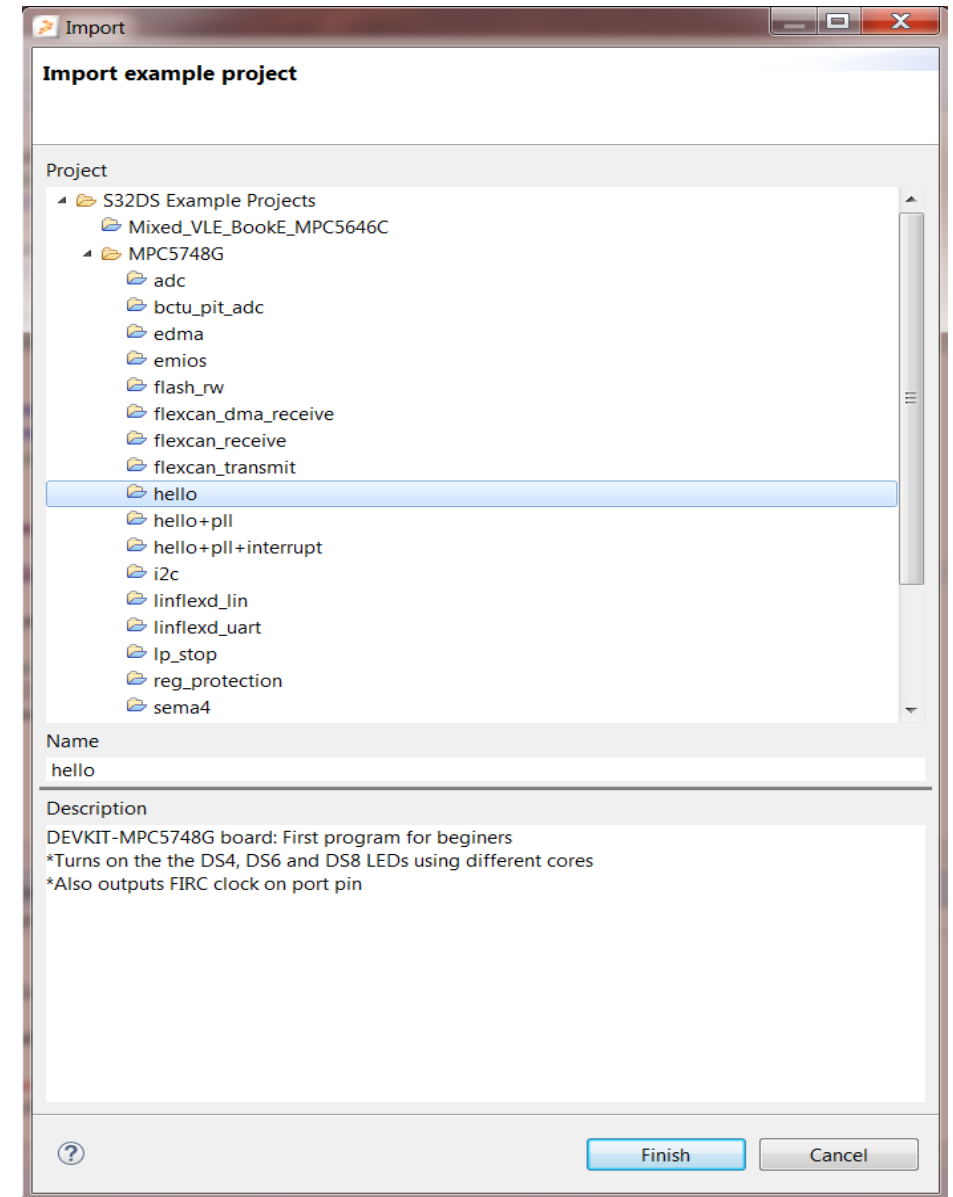 Import
Import example project
Project
S32DS Example Projects
Mixed_VLE_BookE_MPC5646C
MPC5748G
adc
bctu_pit_adc
edma
emios
flash_rw
flexcan_dma_receive
flexcan_receive
flexcan_transmit
hello
hello+pll
hello+pll+interrupt
i2c
linflexd_lin
linflexd_uart
lp_stop
reg_protection
sema4
Name
hello
Description
DEVKIT-MPC5748G board: First program for beginers
*Turns on the the DS4, DS6 and DS8 LEDs using different cores
*Also outputs FIRC clock on port pin
? Finish Cancel